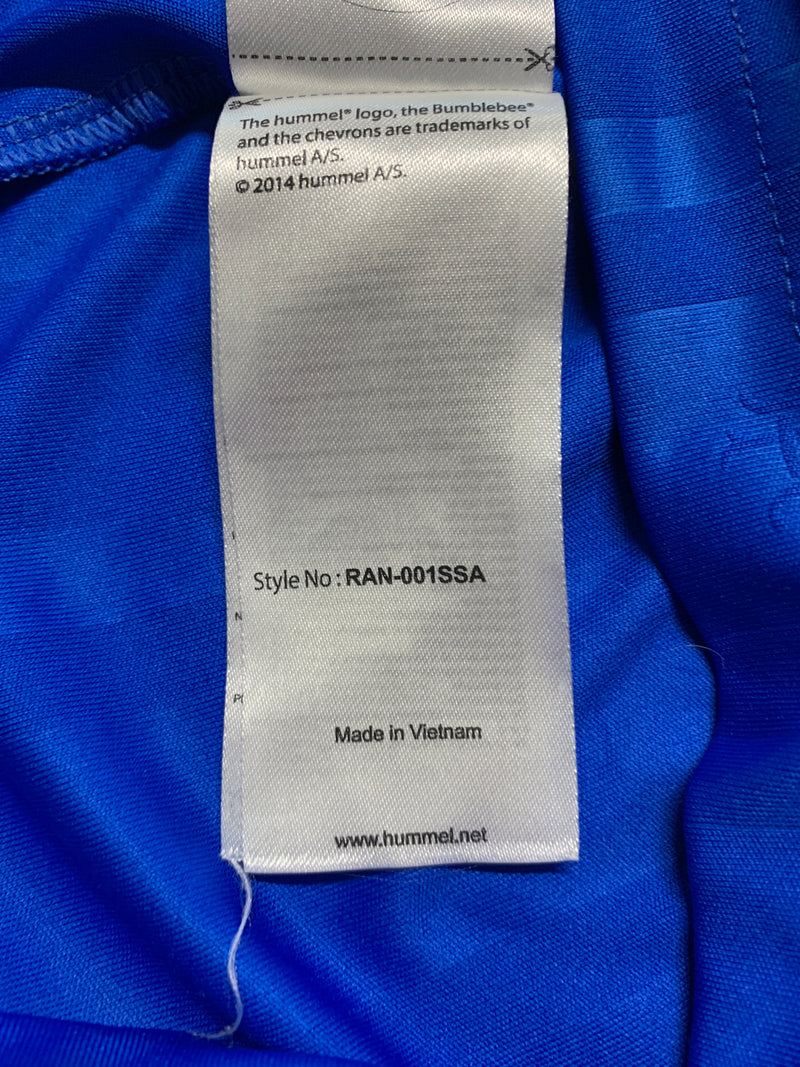 The hummel® logo, the Bumblebee®
and the chevrons are trademarks of
hummel A/S.
© 2014 hummel A/S.
Style No : RAN-001SSA
Made in Vietnam
www.hummel.net